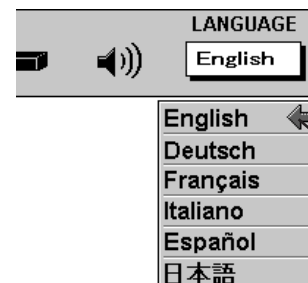 LANGUAGE
English
English
Deutsch
Français
Italiano
Español
日本語